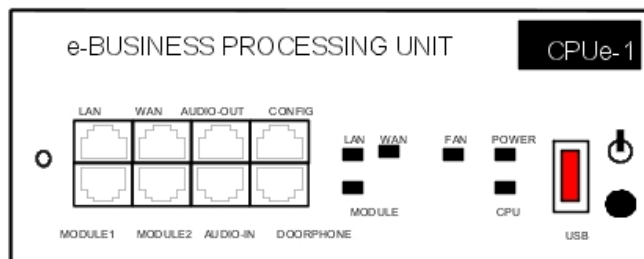 e-BUSINESS PROCESSING UNIT CPUe-1
LAN WAN AUDIO-OUT CONFIG
LAN WAN FAN POWER
MODULE CPU
MODULE1 MODULE2 AUDIO-IN DOORPHONE USB